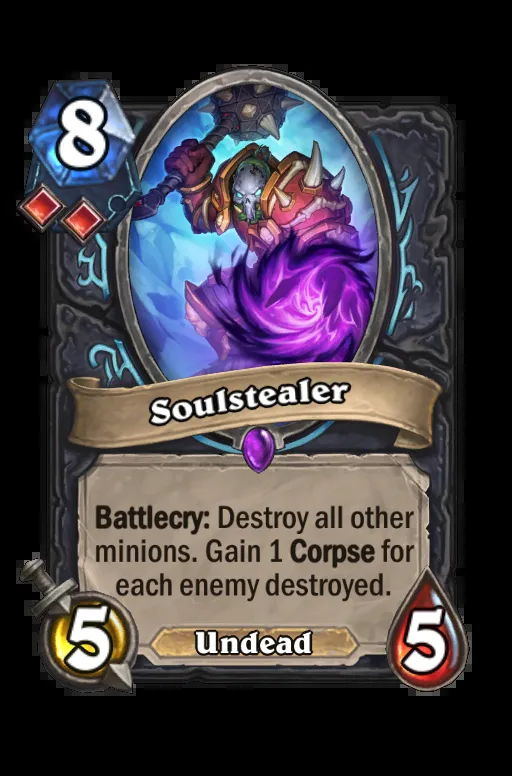 8
Soulstealer
Battlecry: Destroy all other
minions. Gain 1 Corpse for
each enemy destroyed.
5
Undead
5